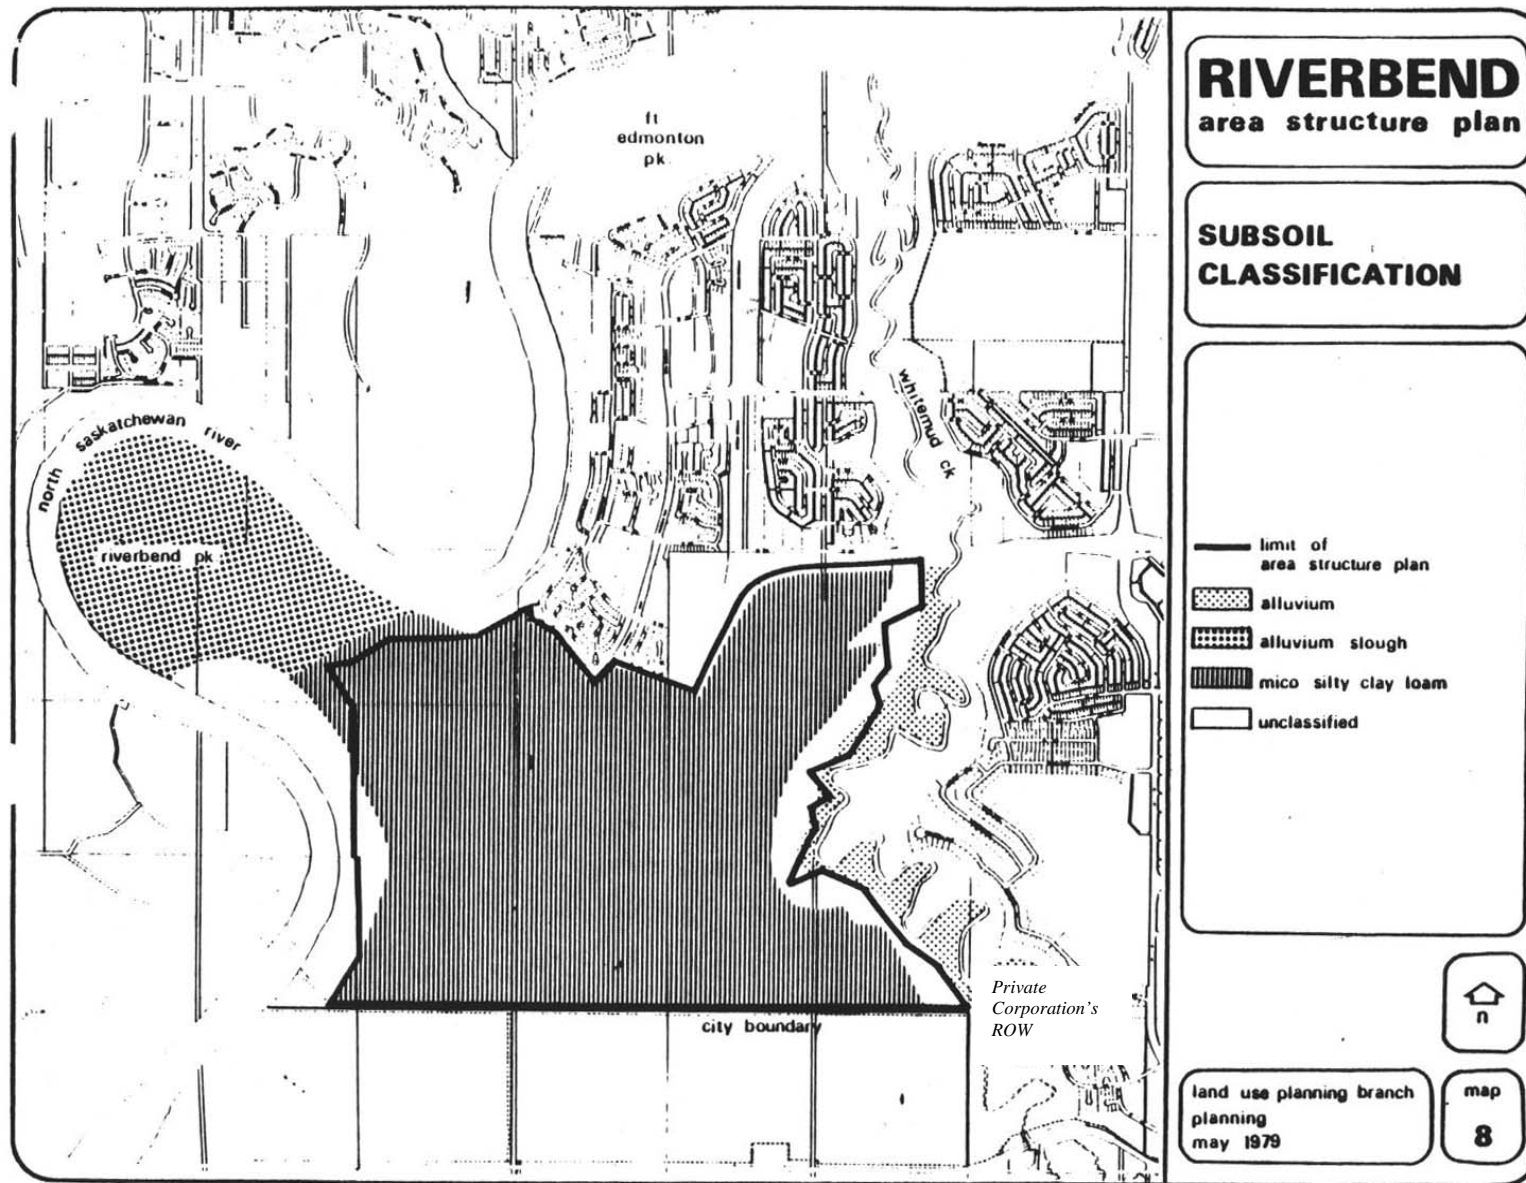 RIVERBEND
area structure plan
SUBSOIL
CLASSIFICATION
limit of
area structure plan
alluvium
alluvium slough
mico silty clay loam
unclassified
n
land use planning branch
planning
may 1979
map
8
ft
edmonton
pk
north saskatchewan river
riverbend pk
whitemud ck
Private
Corporation's
ROW
city boundary